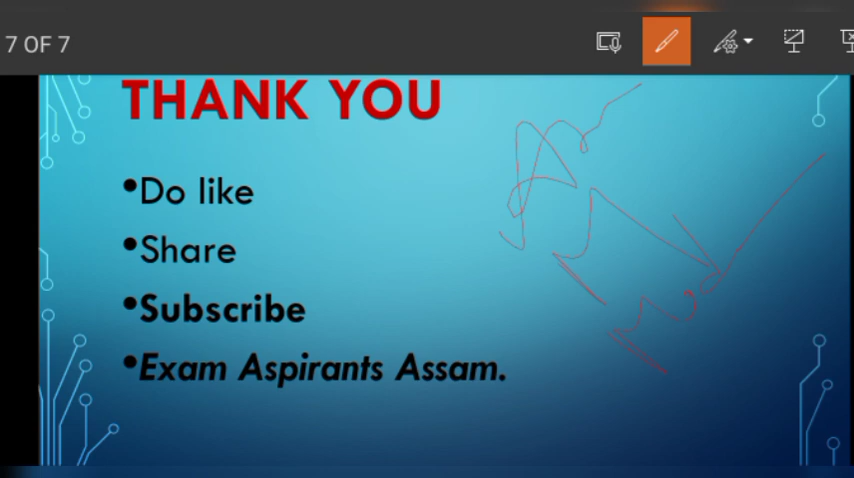 7 OF 7
THANK YOU
•Do like
•Share
•Subscribe
•Exam Aspirants Assam.